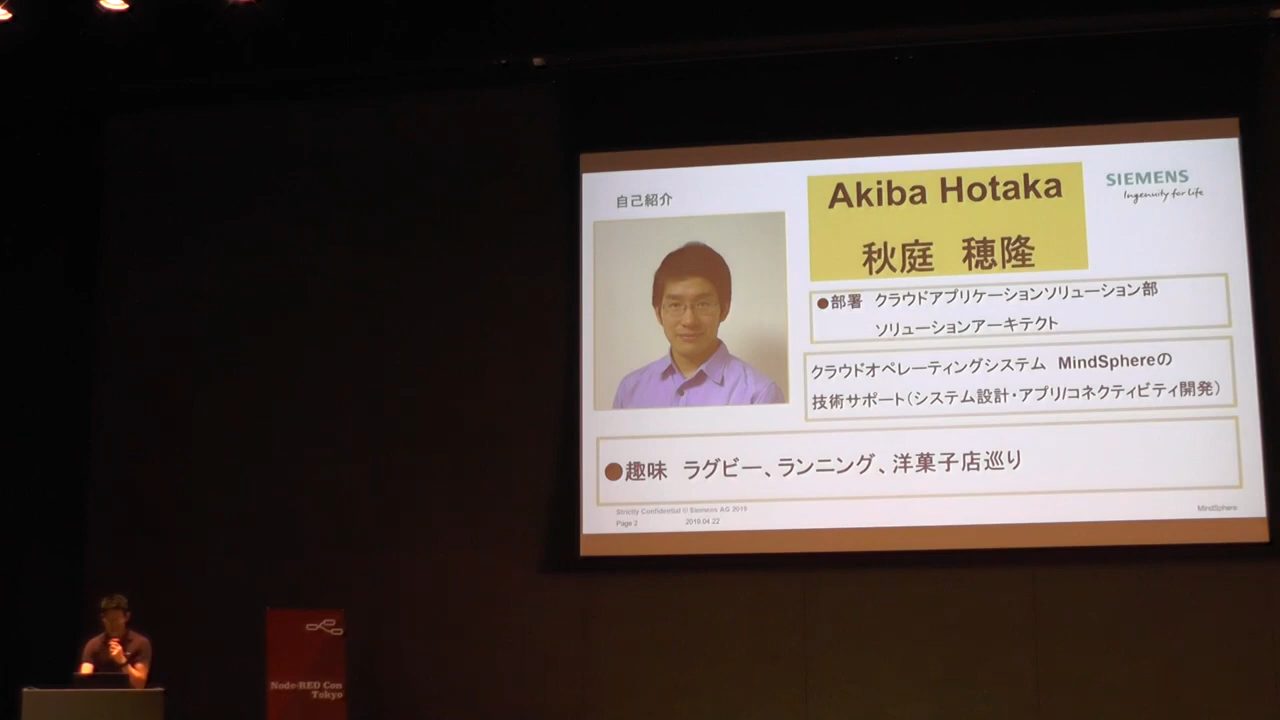 自己紹介
Akiba Hotaka
秋庭 穂隆
SIEMENS
Ingenuity for life
●部署 クラウドアプリケーションソリューション部
ソリューションアーキテクト
クラウドオペレーティングシステム MindSphereの
技術サポート(システム設計・アプリ/コネクティビティ開発)
●趣味 ラグビー、ランニング、洋菓子店巡り
Strictly Confidential © Siemens AG 2019
Page 2 2019.04.22
MindSphere
Node-RED Con
Tokyo